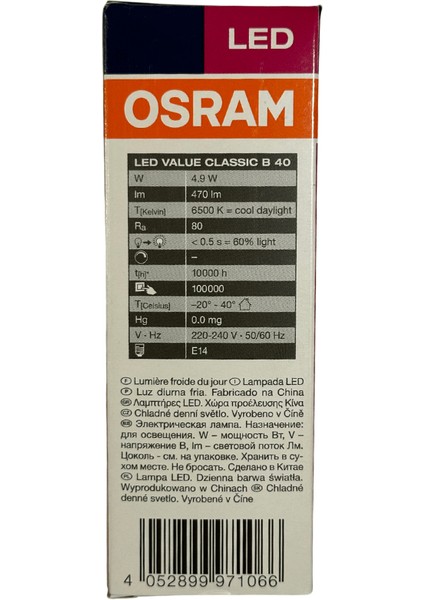 LED
OSRAM
LED VALUE CLASSIC B 40
W 4.9 W
lm 470 lm
T[Kelvin] 6500 K = cool daylight
Ra 80
< 0.5 s = 60% light
–
t[h]* 10000 h
100000
T[Celsius] –20° - 40°
Hg 0.0 mg
V · Hz 220-240 V · 50/60 Hz
E14
Ⓕ Lumière froide du jour Ⓘ Lampada LED
Ⓟ Luz diurna fria. Fabricado na China
GR Λαμπτήρες LED. Χώρα προέλευσης Κίνα
CZ Chladné denní světlo. Vyrobeno v Číně
Электрическая лампа. Назначение:
для освещения. W – мощность Вт, V –
напряжение В, lm – световой поток Лм.
Цоколь - см. на упаковке. Хранить в су-
хом месте. Не бросать. Сделано в Китае
PL Lampa LED. Dzienna barwa światła.
Wyprodukowano w Chinach SK Chladné
denné svetlo. Vyrobené v Číne
4 052899 971066